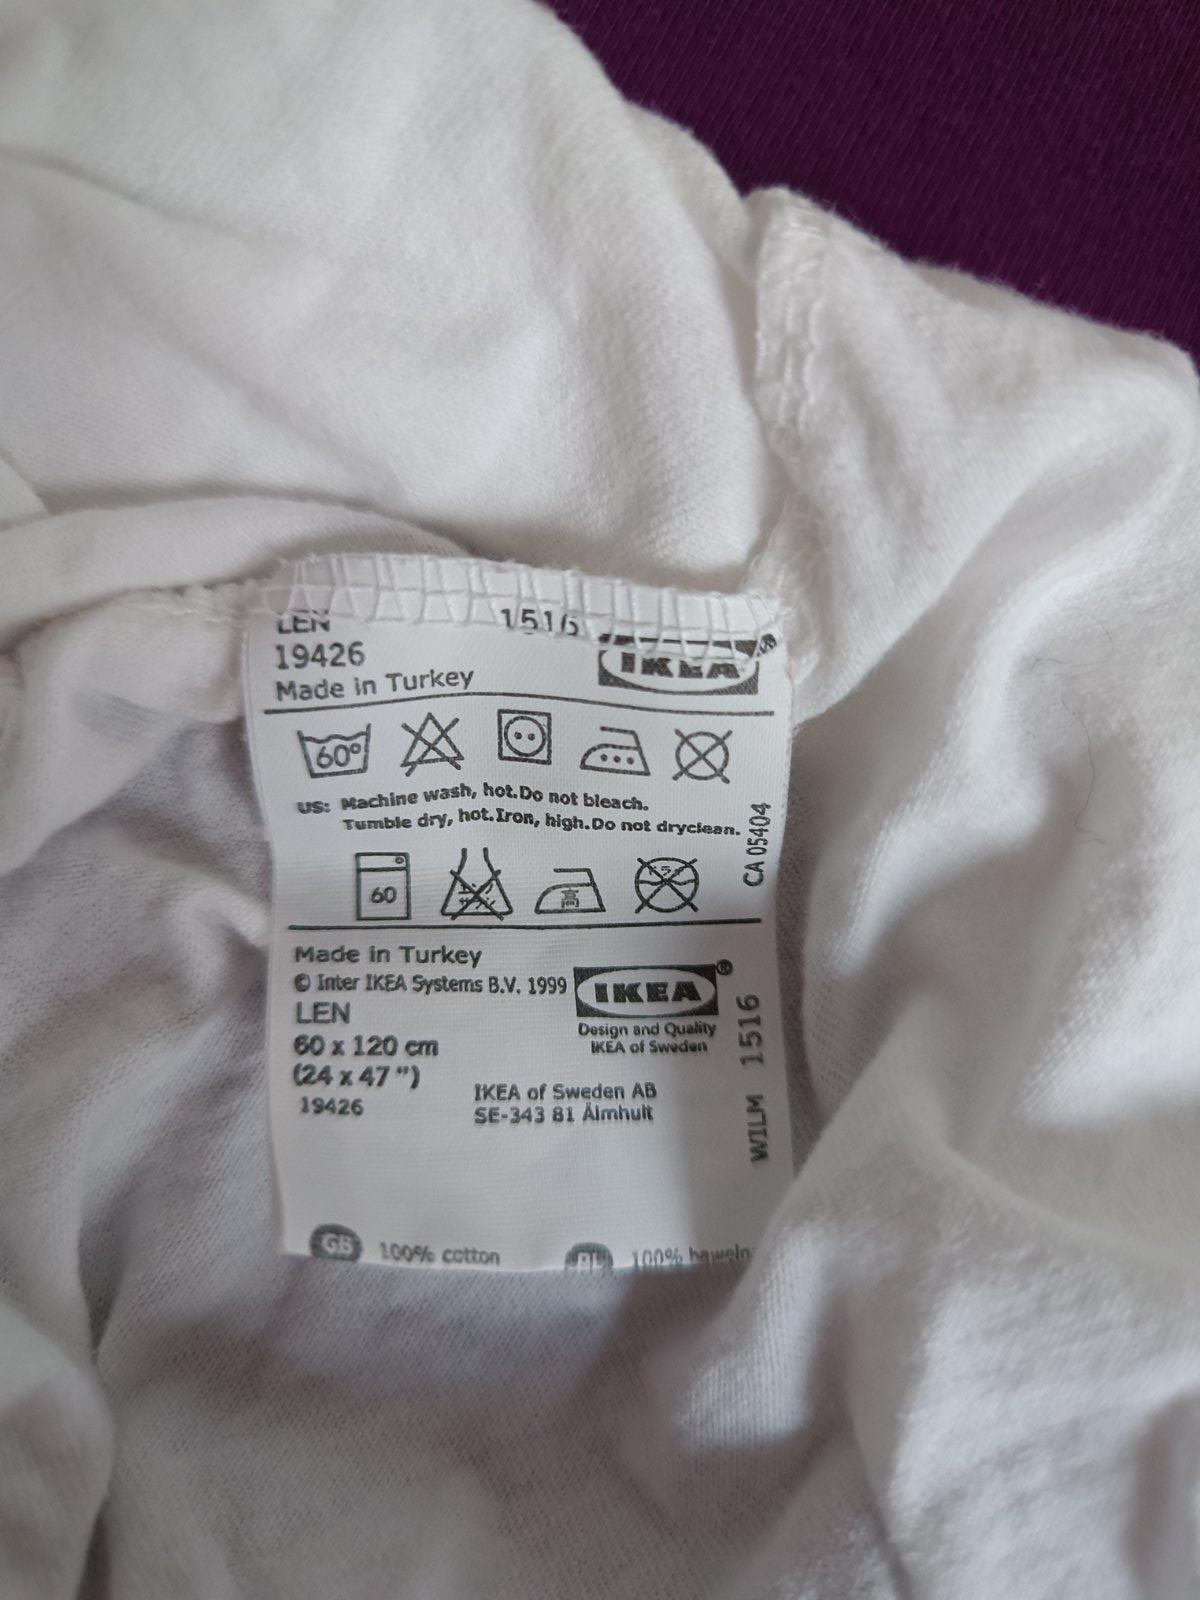 LEN 1516
19426 IKEA®
Made in Turkey
60°
US: Machine wash, hot. Do not bleach.
Tumble dry, hot. Iron, high. Do not dryclean.
CA 05404
60 高
Made in Turkey
© Inter IKEA Systems B.V. 1999
IKEA®
LEN
Design and Quality
IKEA of Sweden
60 x 120 cm
(24 x 47")
19426
IKEA of Sweden AB
SE-343 81 Älmhult
WILM 1516
GB 100% cotton
PL 100%